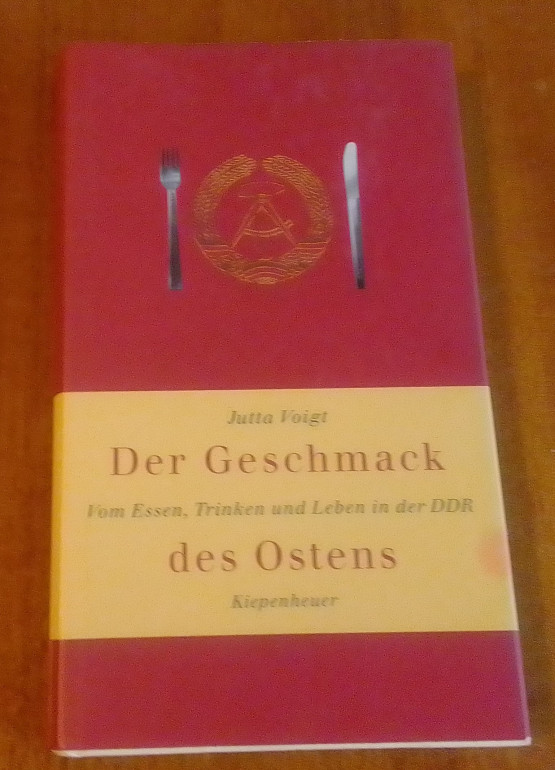 Jutta Voigt
Der Geschmack
Vom Essen, Trinken und Leben in der DDR
des Ostens
Kiepenheuer